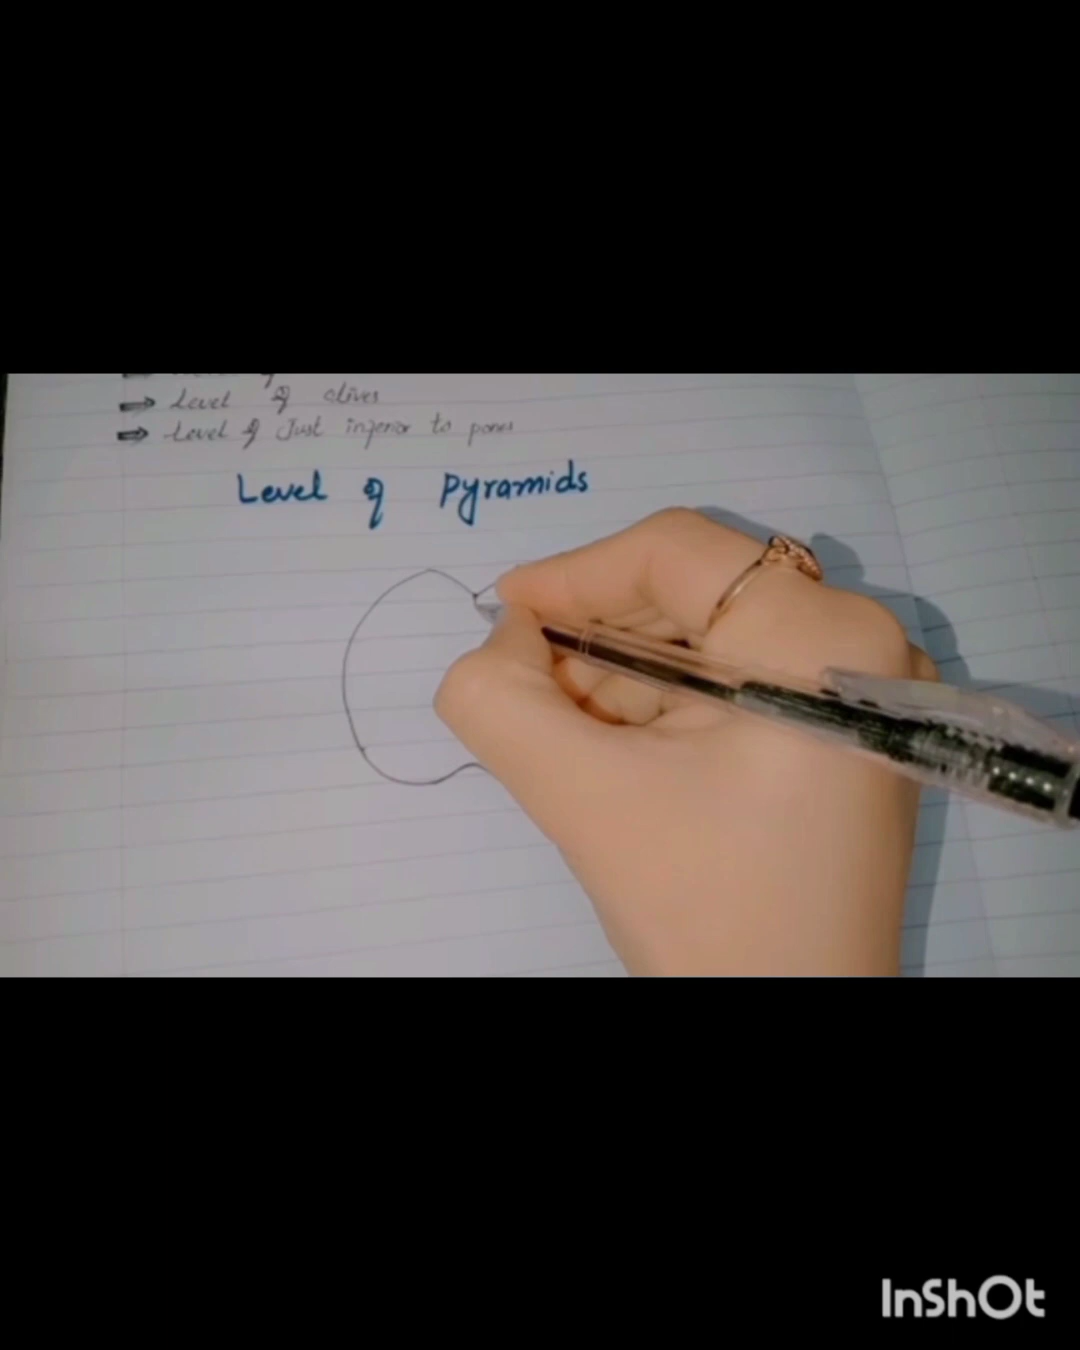 ⇒ Level of olives
⇒ Level of Just inferior to pons
Level of Pyramids
InShOt